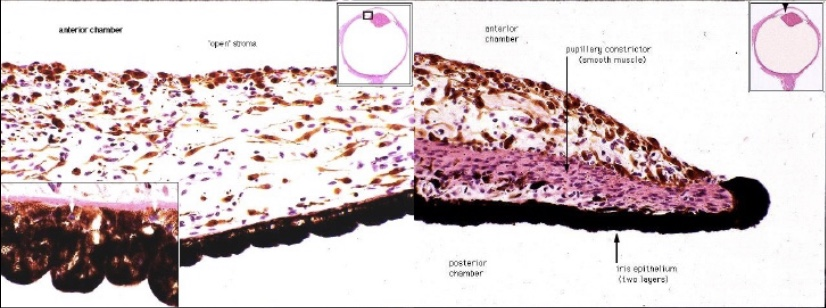 anterior chamber
"open" stroma
anterior
chamber
pupillary constrictor
(smooth muscle)
posterior
chamber
iris epithelium
(two layers)